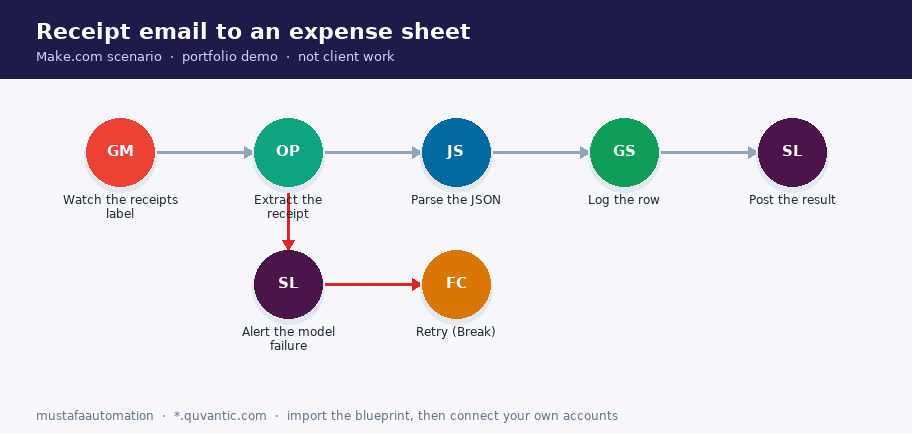 Receipt email to an expense sheet
Make.com scenario · portfolio demo · not client work
GM
OP
JS
GS
SL
Watch the receipts
label
Extract the
receipt
Parse the JSON
Log the row
Post the result
SL
FC
Alert the model
failure
Retry (Break)
mustafaautomation · *.quvantic.com · import the blueprint, then connect your own accounts